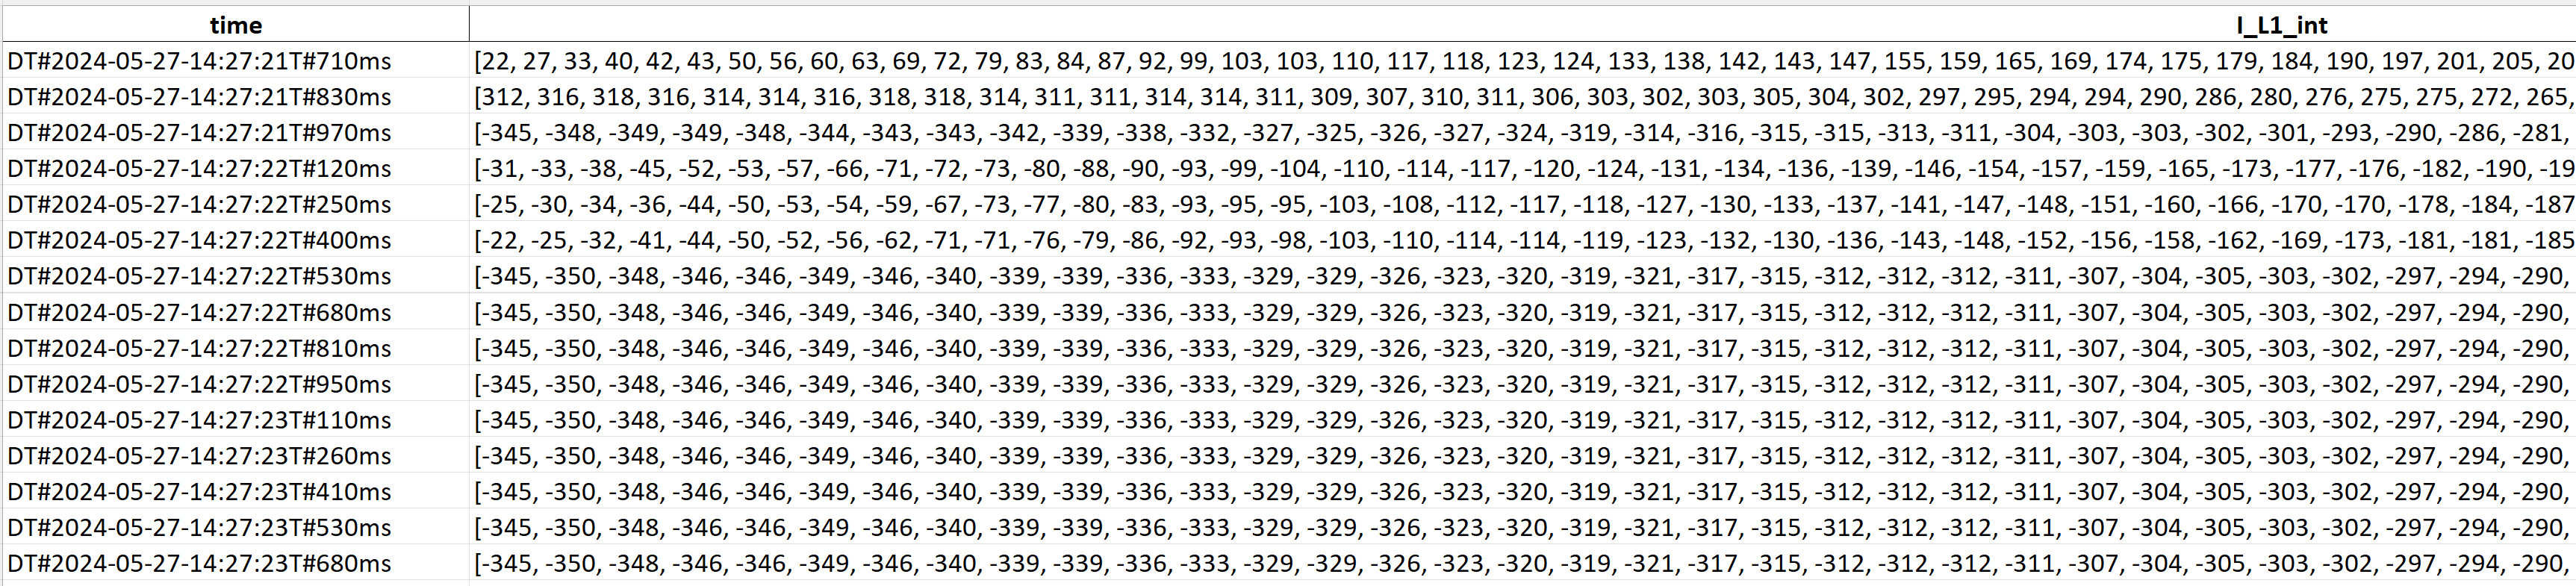 time I_L1_int
DT#2024-05-27-14:27:21T#710ms [22, 27, 33, 40, 42, 43, 50, 56, 60, 63, 69, 72, 79, 83, 84, 87, 92, 99, 103, 103, 110, 117, 118, 123, 124, 133, 138, 142, 143, 147, 155, 159, 165, 169, 174, 175, 179, 184, 190, 197, 201, 205, 20
DT#2024-05-27-14:27:21T#830ms [312, 316, 318, 316, 314, 314, 316, 318, 318, 314, 311, 311, 314, 314, 311, 309, 307, 310, 311, 306, 303, 302, 303, 305, 304, 302, 297, 295, 294, 294, 290, 286, 280, 276, 275, 275, 272, 265,
DT#2024-05-27-14:27:21T#970ms [-345, -348, -349, -349, -348, -344, -343, -343, -342, -339, -338, -332, -327, -325, -326, -327, -324, -319, -314, -316, -315, -315, -313, -311, -304, -303, -303, -302, -301, -293, -290, -286, -281,
DT#2024-05-27-14:27:22T#120ms [-31, -33, -38, -45, -52, -53, -57, -66, -71, -72, -73, -80, -88, -90, -93, -99, -104, -110, -114, -117, -120, -124, -131, -134, -136, -139, -146, -154, -157, -159, -165, -173, -177, -176, -182, -190, -19
DT#2024-05-27-14:27:22T#250ms [-25, -30, -34, -36, -44, -50, -53, -54, -59, -67, -73, -77, -80, -83, -93, -95, -95, -103, -108, -112, -117, -118, -127, -130, -133, -137, -141, -147, -148, -151, -160, -166, -170, -170, -178, -184, -187
DT#2024-05-27-14:27:22T#400ms [-22, -25, -32, -41, -44, -50, -52, -56, -62, -71, -71, -76, -79, -86, -92, -93, -98, -103, -110, -114, -114, -119, -123, -132, -130, -136, -143, -148, -152, -156, -158, -162, -169, -173, -181, -181, -185
DT#2024-05-27-14:27:22T#530ms [-345, -350, -348, -346, -346, -349, -346, -340, -339, -339, -336, -333, -329, -329, -326, -323, -320, -319, -321, -317, -315, -312, -312, -312, -311, -307, -304, -305, -303, -302, -297, -294, -290,
DT#2024-05-27-14:27:22T#680ms [-345, -350, -348, -346, -346, -349, -346, -340, -339, -339, -336, -333, -329, -329, -326, -323, -320, -319, -321, -317, -315, -312, -312, -312, -311, -307, -304, -305, -303, -302, -297, -294, -290,
DT#2024-05-27-14:27:22T#810ms [-345, -350, -348, -346, -346, -349, -346, -340, -339, -339, -336, -333, -329, -329, -326, -323, -320, -319, -321, -317, -315, -312, -312, -312, -311, -307, -304, -305, -303, -302, -297, -294, -290,
DT#2024-05-27-14:27:22T#950ms [-345, -350, -348, -346, -346, -349, -346, -340, -339, -339, -336, -333, -329, -329, -326, -323, -320, -319, -321, -317, -315, -312, -312, -312, -311, -307, -304, -305, -303, -302, -297, -294, -290,
DT#2024-05-27-14:27:23T#110ms [-345, -350, -348, -346, -346, -349, -346, -340, -339, -339, -336, -333, -329, -329, -326, -323, -320, -319, -321, -317, -315, -312, -312, -312, -311, -307, -304, -305, -303, -302, -297, -294, -290,
DT#2024-05-27-14:27:23T#260ms [-345, -350, -348, -346, -346, -349, -346, -340, -339, -339, -336, -333, -329, -329, -326, -323, -320, -319, -321, -317, -315, -312, -312, -312, -311, -307, -304, -305, -303, -302, -297, -294, -290,
DT#2024-05-27-14:27:23T#410ms [-345, -350, -348, -346, -346, -349, -346, -340, -339, -339, -336, -333, -329, -329, -326, -323, -320, -319, -321, -317, -315, -312, -312, -312, -311, -307, -304, -305, -303, -302, -297, -294, -290,
DT#2024-05-27-14:27:23T#530ms [-345, -350, -348, -346, -346, -349, -346, -340, -339, -339, -336, -333, -329, -329, -326, -323, -320, -319, -321, -317, -315, -312, -312, -312, -311, -307, -304, -305, -303, -302, -297, -294, -290,
DT#2024-05-27-14:27:23T#680ms [-345, -350, -348, -346, -346, -349, -346, -340, -339, -339, -336, -333, -329, -329, -326, -323, -320, -319, -321, -317, -315, -312, -312, -312, -311, -307, -304, -305, -303, -302, -297, -294, -290,